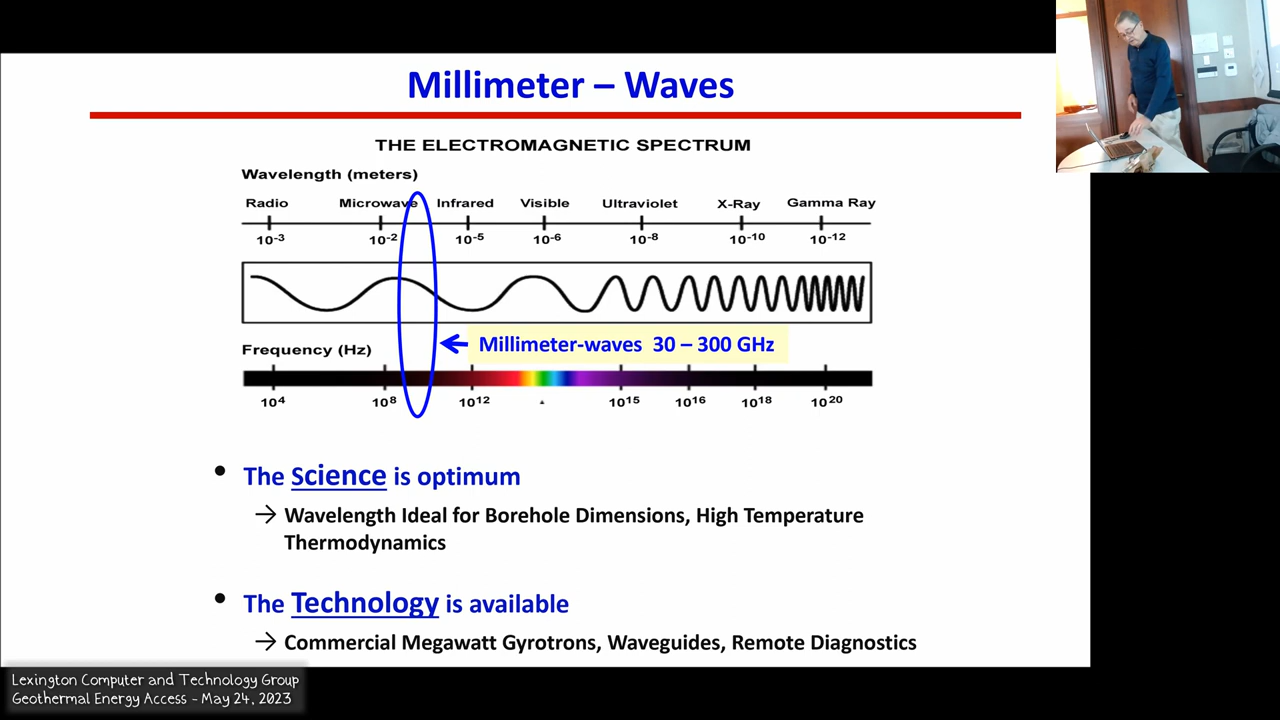 Millimeter – Waves
THE ELECTROMAGNETIC SPECTRUM
Wavelength (meters)
Radio Microwave Infrared Visible Ultraviolet X-Ray Gamma Ray
10⁻³ 10⁻² 10⁻⁵ 10⁻⁶ 10⁻⁸ 10⁻¹⁰ 10⁻¹²
Millimeter-waves 30 – 300 GHz
Frequency (Hz)
10⁴ 10⁸ 10¹² 10¹⁵ 10¹⁶ 10¹⁸ 10²⁰
• The Science is optimum
→ Wavelength Ideal for Borehole Dimensions, High Temperature
Thermodynamics
• The Technology is available
→ Commercial Megawatt Gyrotrons, Waveguides, Remote Diagnostics
Lexington Computer and Technology Group
Geothermal Energy Access - May 24, 2023